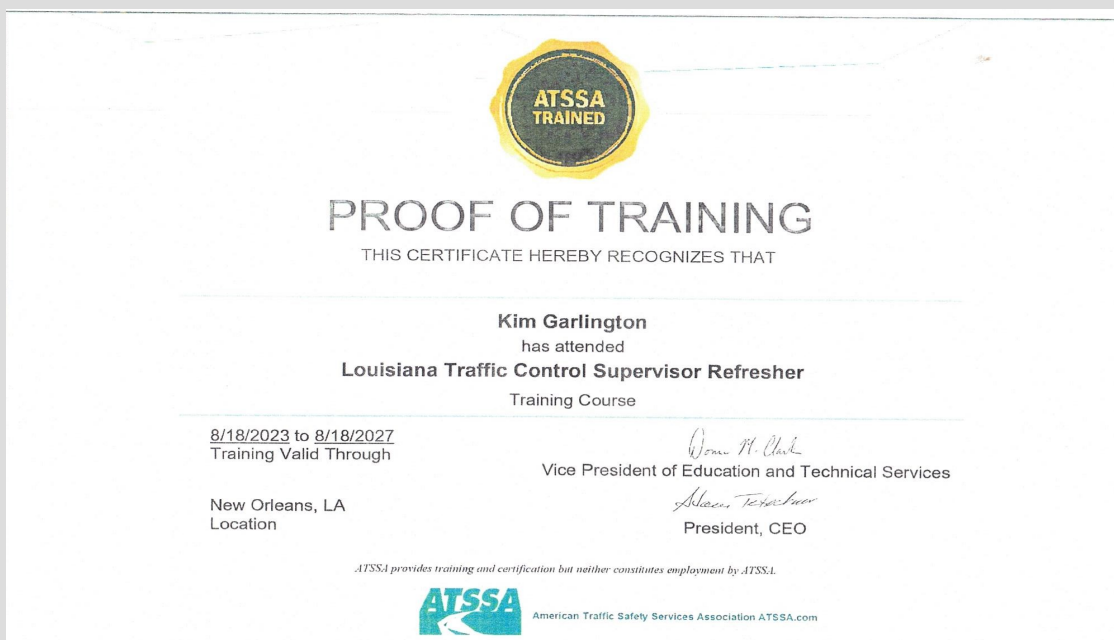 ATSSA
TRAINED
PROOF OF TRAINING
THIS CERTIFICATE HEREBY RECOGNIZES THAT
Kim Garlington
has attended
Louisiana Traffic Control Supervisor Refresher
Training Course
8/18/2023 to 8/18/2027
Training Valid Through
New Orleans, LA
Location
Donna M. Clark
Vice President of Education and Technical Services
President, CEO
ATSSA provides training and certification but neither constitutes employment by ATSSA.
ATSSA
American Traffic Safety Services Association ATSSA.com